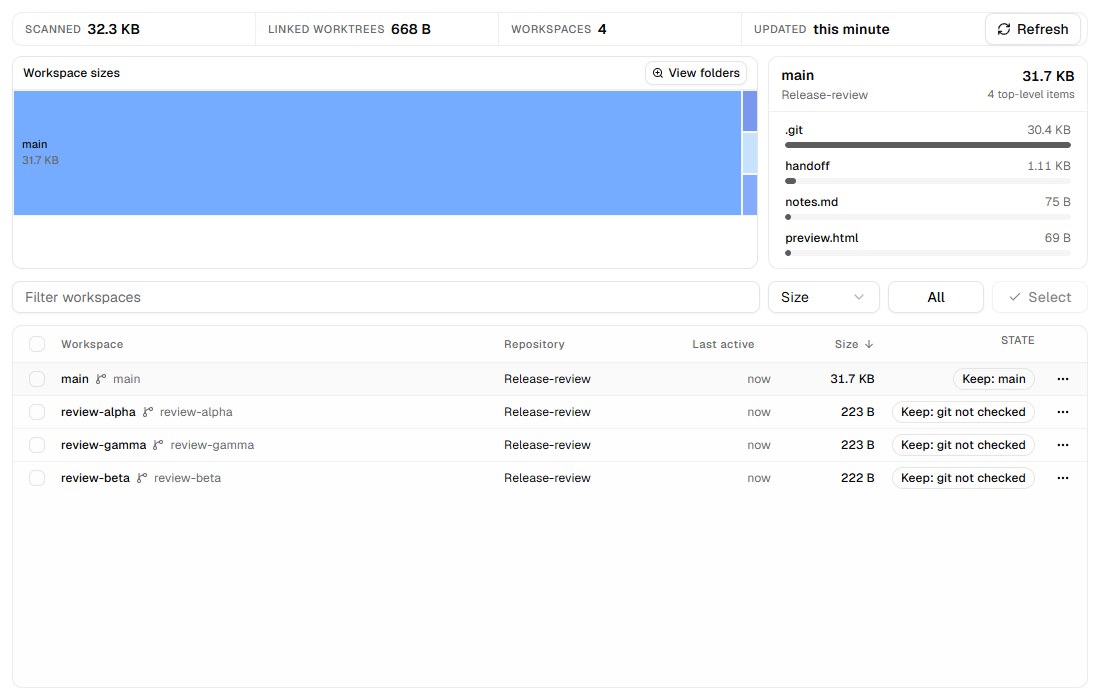 SCANNED 32.3 KB LINKED WORKTREES 668 B WORKSPACES 4 UPDATED this minute Refresh
Workspace sizes View folders
main
31.7 KB
main 31.7 KB
Release-review 4 top-level items
.git 30.4 KB
handoff 1.11 KB
notes.md 75 B
preview.html 69 B
Filter workspaces Size All Select
Workspace Repository Last active Size STATE
main main Release-review now 31.7 KB Keep: main
review-alpha review-alpha Release-review now 223 B Keep: git not checked
review-gamma review-gamma Release-review now 223 B Keep: git not checked
review-beta review-beta Release-review now 222 B Keep: git not checked